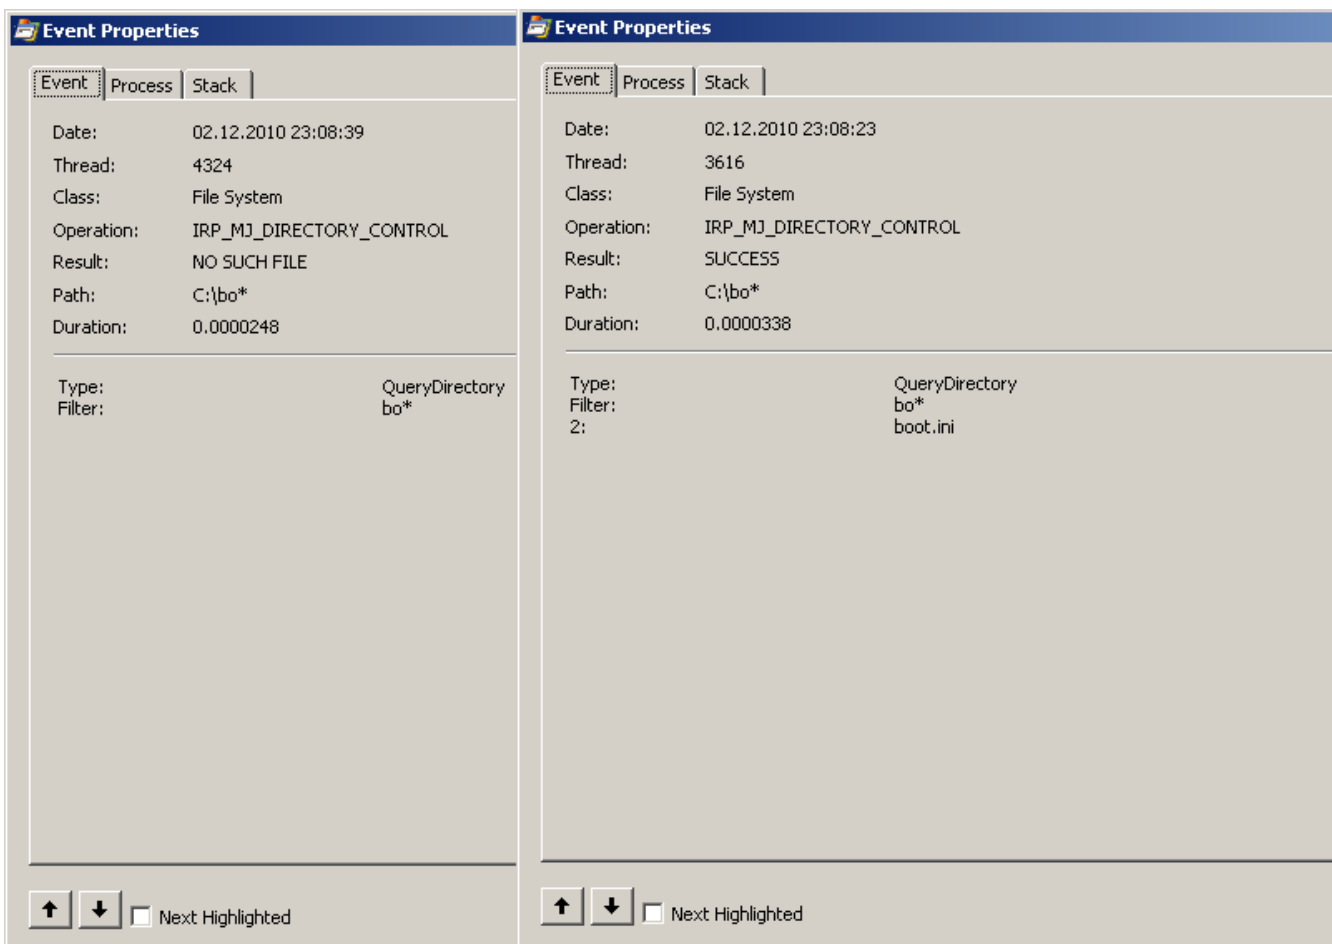 Event Properties
Event Process Stack
Date: 02.12.2010 23:08:39
Thread: 4324
Class: File System
Operation: IRP_MJ_DIRECTORY_CONTROL
Result: NO SUCH FILE
Path: C:\bo*
Duration: 0.0000248
Type: QueryDirectory
Filter: bo*
Next Highlighted
Event Properties
Event Process Stack
Date: 02.12.2010 23:08:23
Thread: 3616
Class: File System
Operation: IRP_MJ_DIRECTORY_CONTROL
Result: SUCCESS
Path: C:\bo*
Duration: 0.0000338
Type: QueryDirectory
Filter: bo*
2: boot.ini
Next Highlighted